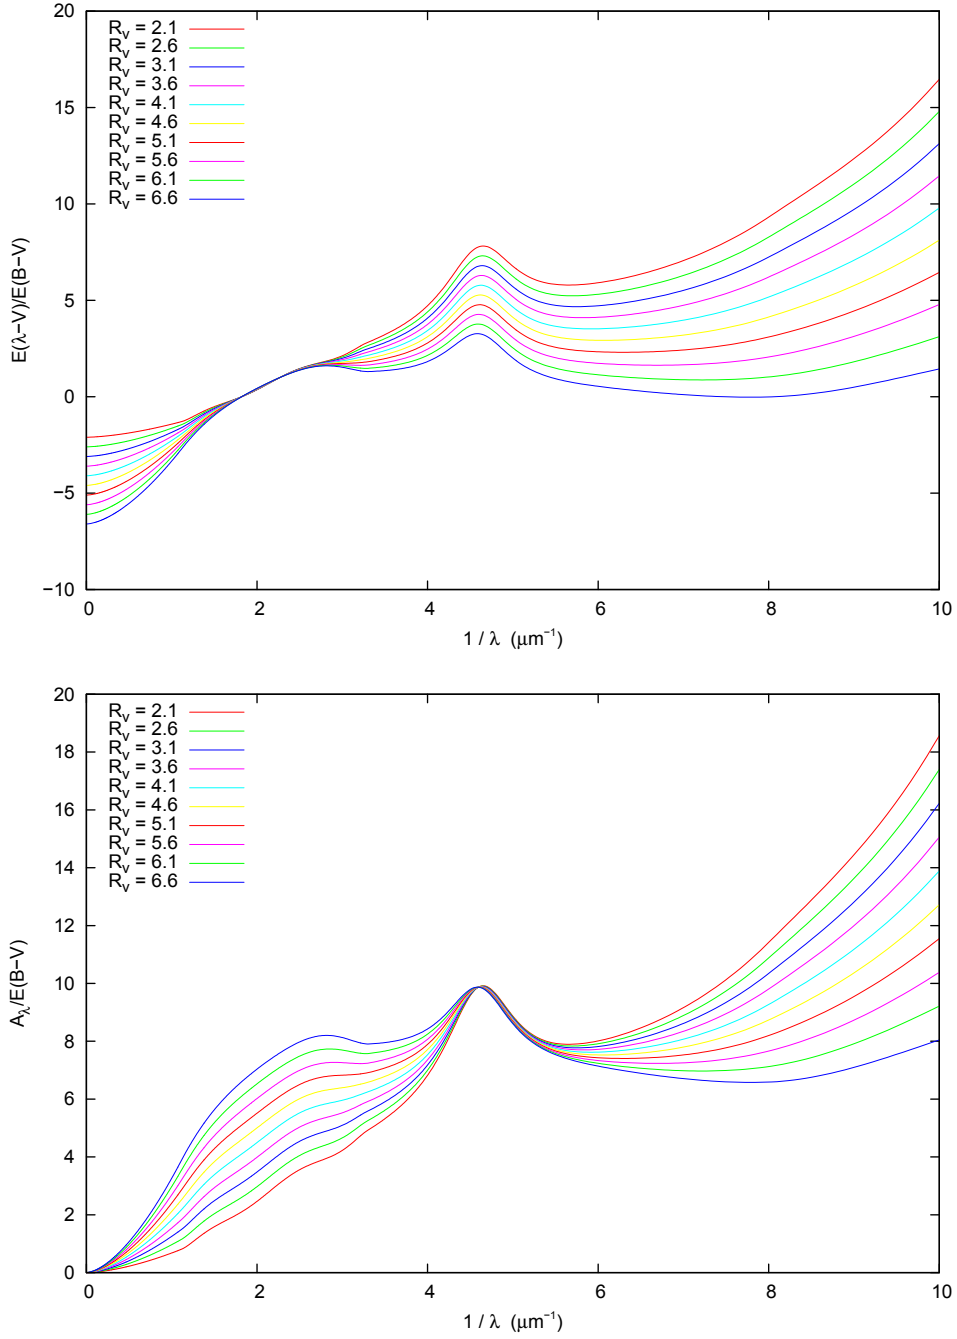 20
15
10
5
0
−5
−10
E(λ−V)/E(B−V)
R_v = 2.1
R_v = 2.6
R_v = 3.1
R_v = 3.6
R_v = 4.1
R_v = 4.6
R_v = 5.1
R_v = 5.6
R_v = 6.1
R_v = 6.6
0 2 4 6 8 10
1 / λ (μm⁻¹)
20
18
16
14
12
10
8
6
4
2
0
A_λ/E(B−V)
R_v = 2.1
R_v = 2.6
R_v = 3.1
R_v = 3.6
R_v = 4.1
R_v = 4.6
R_v = 5.1
R_v = 5.6
R_v = 6.1
R_v = 6.6
0 2 4 6 8 10
1 / λ (μm⁻¹)